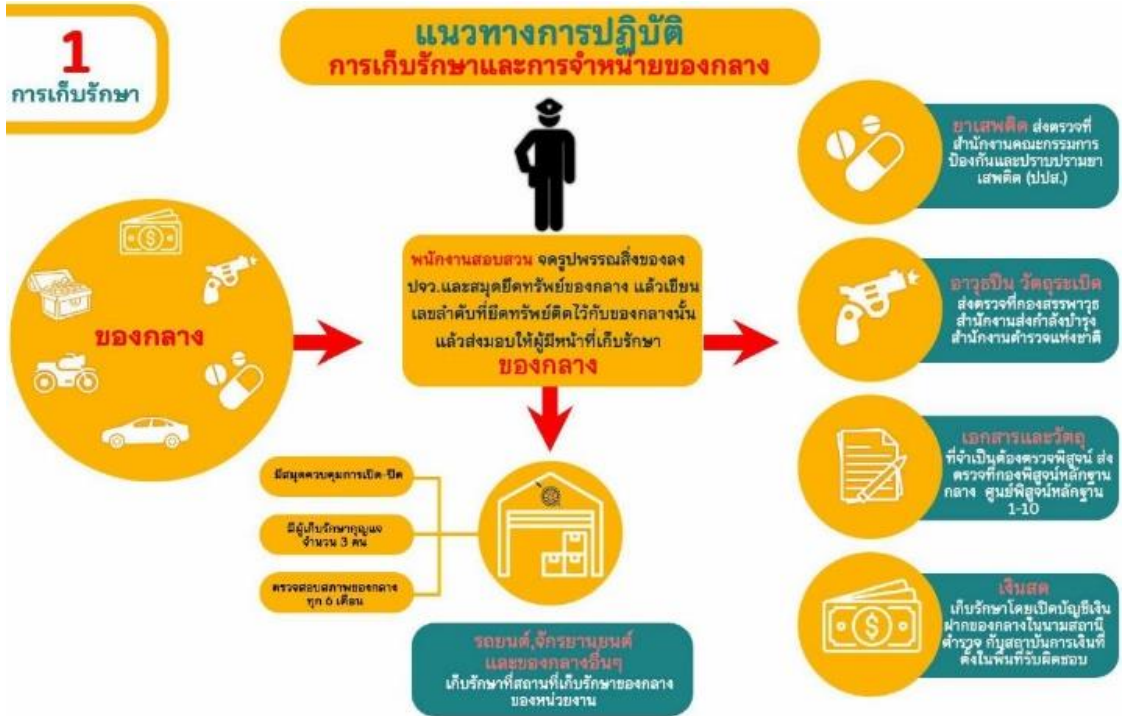 1
การเก็บรักษา
แนวทางการปฏิบัติ
การเก็บรักษาและการจำหน่ายของกลาง
ของกลาง
พนักงานสอบสวน จดรูปพรรณสิ่งของลง
ปจว.และสมุดยึดทรัพย์ของกลาง แล้วเขียน
เลขลำดับที่ยึดทรัพย์ติดไว้กับของกลางนั้น
แล้วส่งมอบให้ผู้มีหน้าที่เก็บรักษา
ของกลาง
มีสมุดควบคุมการเปิด-ปิด
มีผู้เก็บรักษากุญแจ
จำนวน 3 คน
ตรวจสอบสภาพของกลาง
ทุก 6 เดือน
รถยนต์,จักรยานยนต์
และของกลางอื่นๆ
เก็บรักษาที่สถานที่เก็บรักษาของกลาง
ของหน่วยงาน
ยาเสพติด ส่งตรวจที่
สำนักงานคณะกรรมการ
ป้องกันและปราบปรามยา
เสพติด (ปปส.)
อาวุธปืน วัตถุระเบิด
ส่งตรวจที่กองสรรพาวุธ
สำนักงานส่งกำลังบำรุง
สำนักงานตำรวจแห่งชาติ
เอกสารและวัตถุ
ที่จำเป็นต้องตรวจพิสูจน์ ส่ง
ตรวจที่กองพิสูจน์หลักฐาน
กลาง ศูนย์พิสูจน์หลักฐาน
1-10
เงินสด
เก็บรักษาโดยเปิดบัญชีเงิน
ฝากของกลางในนามสถานี
ตำรวจ กับสถาบันการเงินที่
ตั้งในพื้นที่รับผิดชอบ